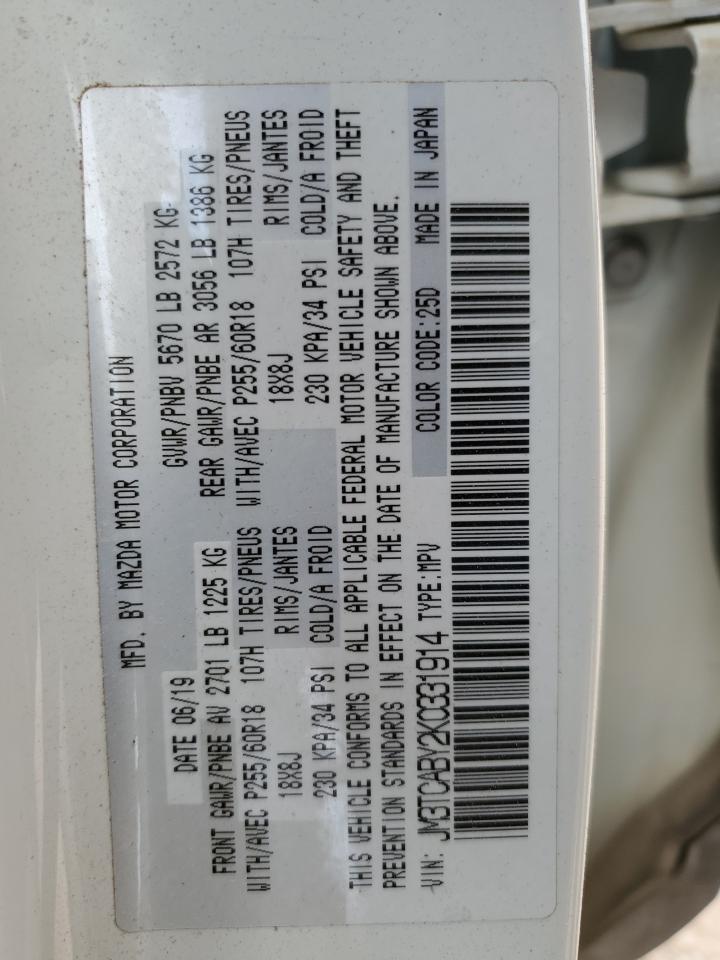 MFD. BY MAZDA MOTOR CORPORATION
DATE 06/19 GVWR/PNBV 5670 LB 2572 KG
FRONT GAWR/PNBE AV 2701 LB 1225 KG REAR GAWR/PNBE AR 3056 LB 1386 KG
WITH/AVEC P255/60R18 107H TIRES/PNEUS WITH/AVEC P255/60R18 107H TIRES/PNEUS
18X8J RIMS/JANTES 18X8J RIMS/JANTES
230 KPA/34 PSI COLD/A FROID 230 KPA/34 PSI COLD/A FROID
THIS VEHICLE CONFORMS TO ALL APPLICABLE FEDERAL MOTOR VEHICLE SAFETY AND THEFT
PREVENTION STANDARDS IN EFFECT ON THE DATE OF MANUFACTURE SHOWN ABOVE.
VIN: JM3TCABY2K0331914 TYPE:MPV COLOR CODE:25D MADE IN JAPAN